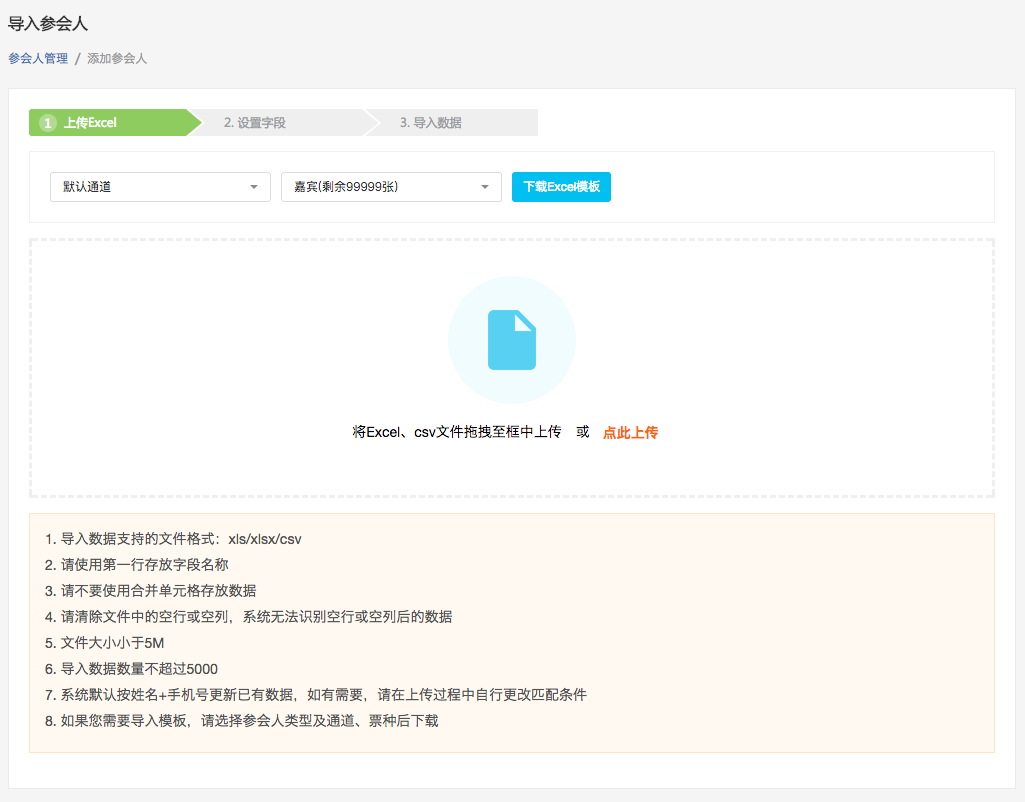 导入参会人
参会人管理 / 添加参会人
1 上传Excel 2. 设置字段 3. 导入数据
默认通道 嘉宾(剩余99999张) 下载Excel模板
将Excel、csv文件拖拽至框中上传 或 点此上传
1. 导入数据支持的文件格式：xls/xlsx/csv
2. 请使用第一行存放字段名称
3. 请不要使用合并单元格存放数据
4. 请清除文件中的空行或空列，系统无法识别空行或空列后的数据
5. 文件大小小于5M
6. 导入数据数量不超过5000
7. 系统默认按姓名+手机号更新已有数据，如有需要，请在上传过程中自行更改匹配条件
8. 如果您需要导入模板，请选择参会人类型及通道、票种后下载